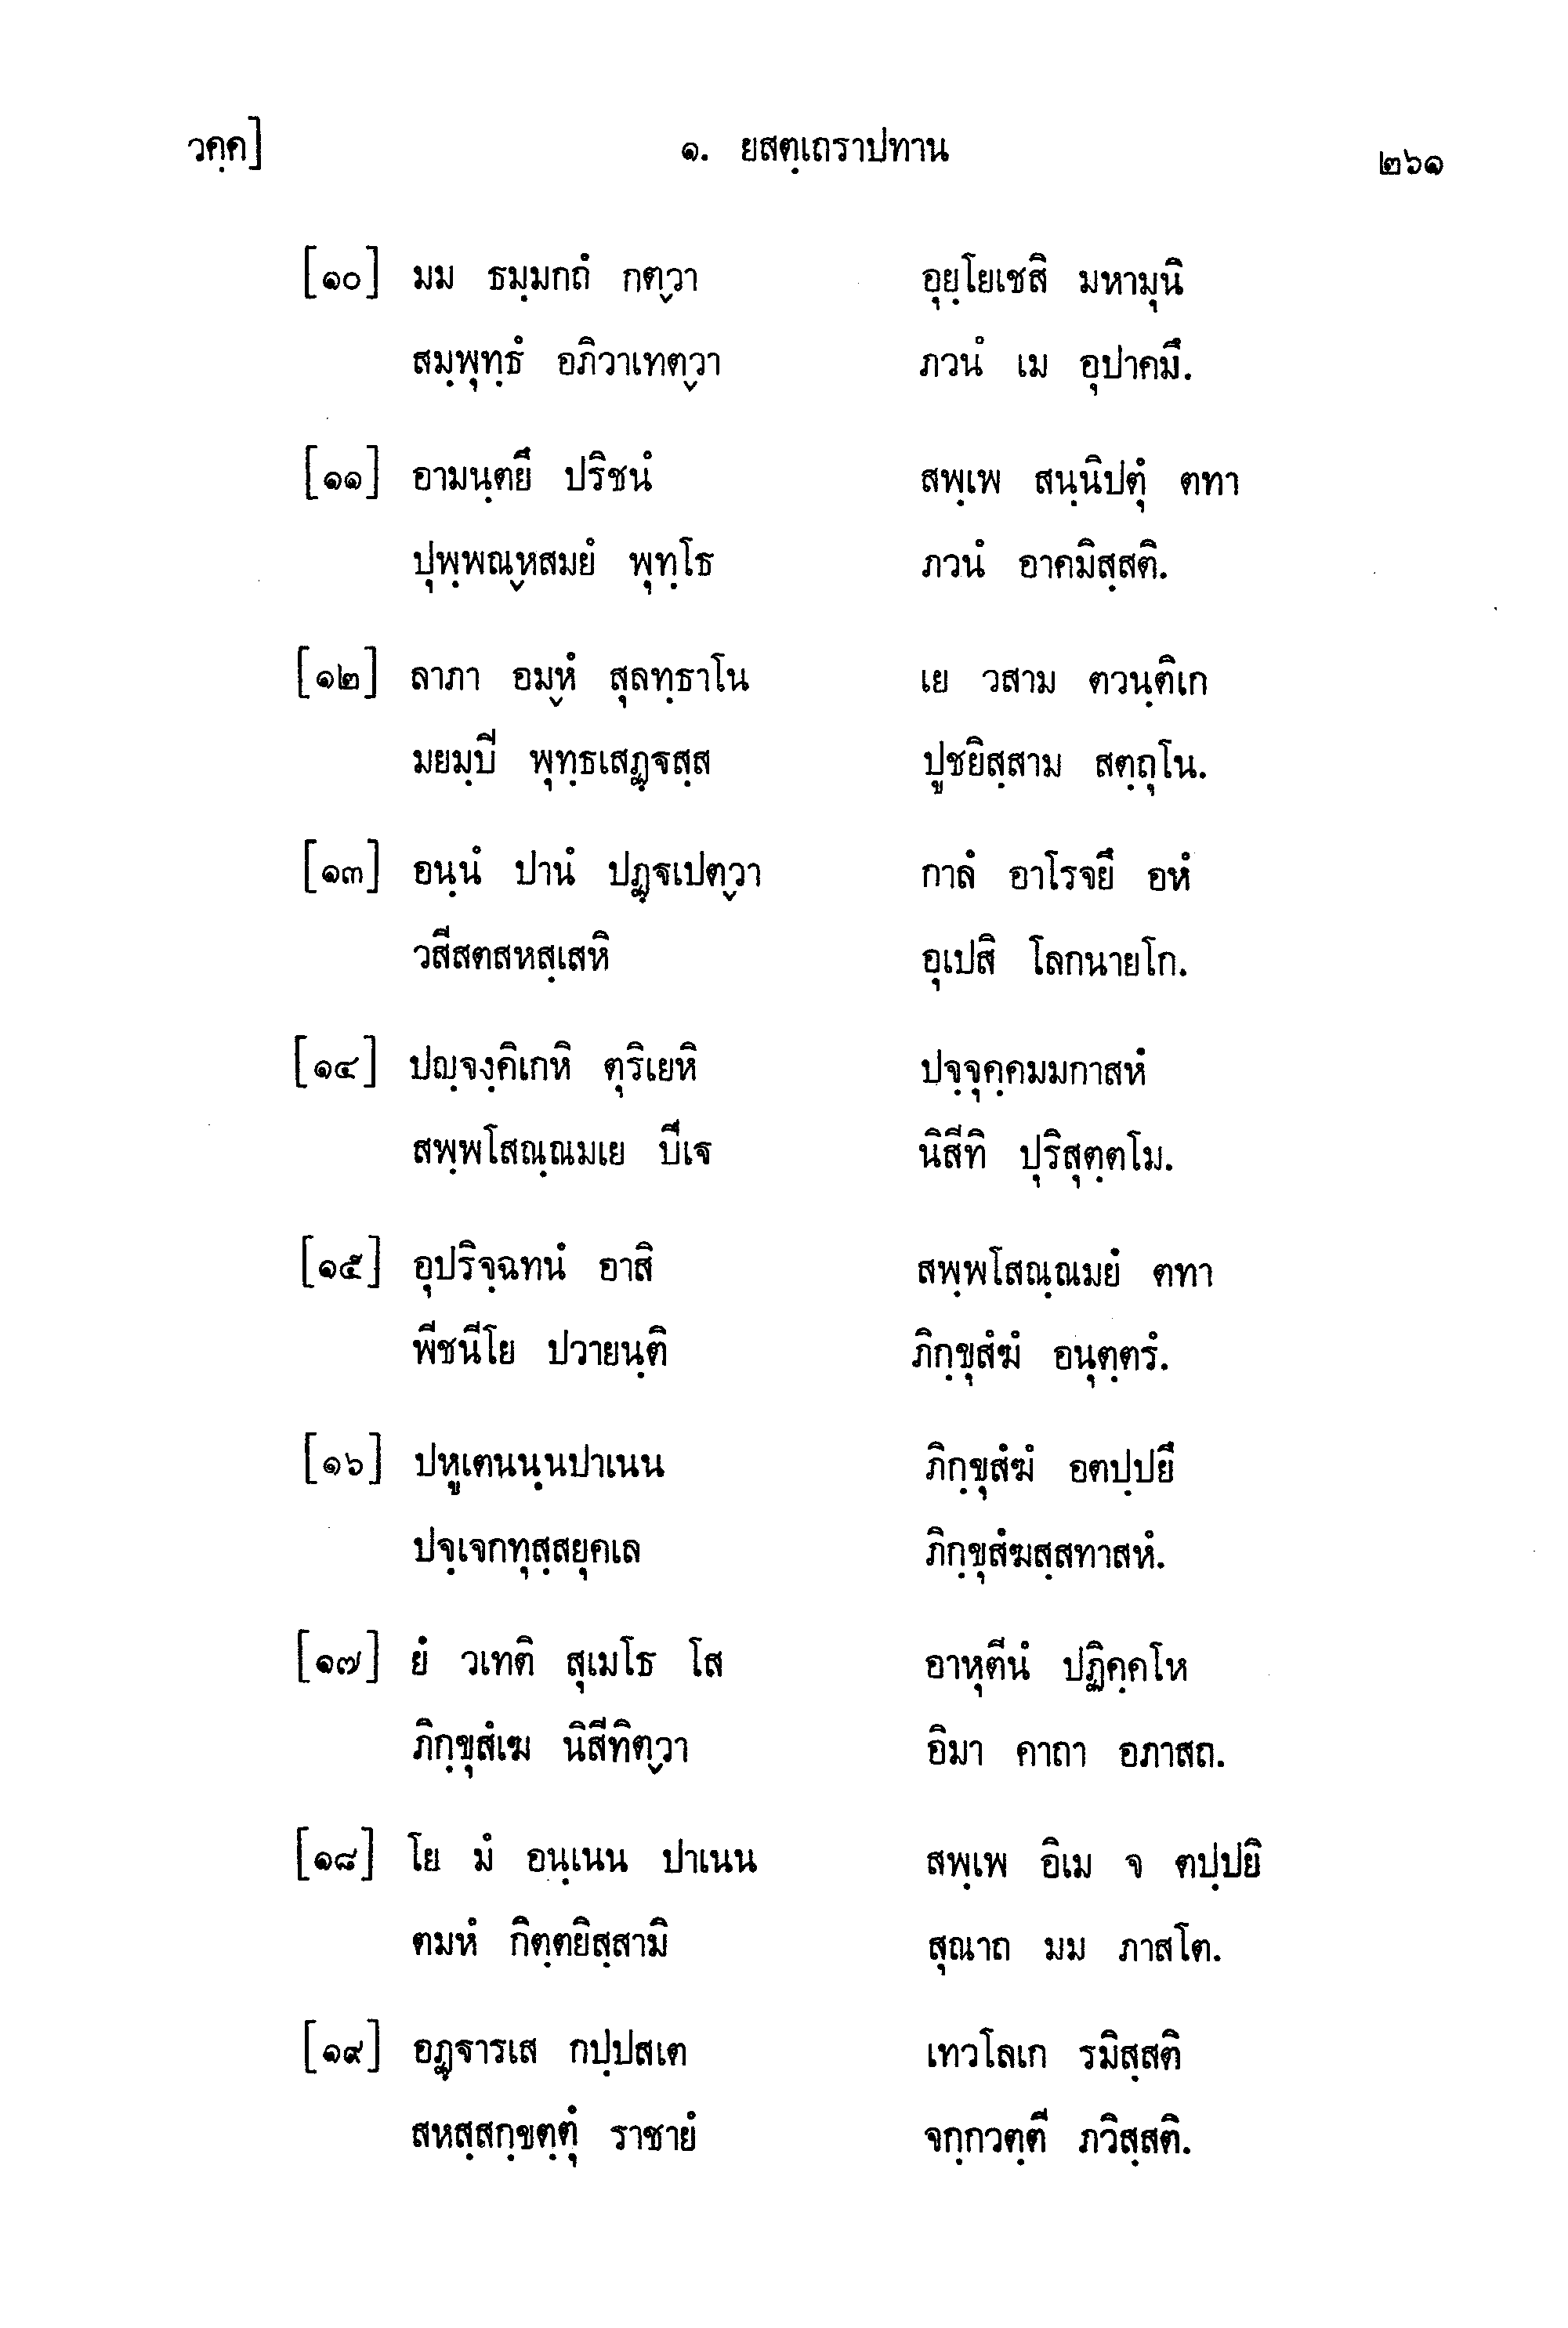 วคฺค] ๑. ยสตฺเถราปทาน ๒๖๑
[๑๐] มม ธมฺมกถํ กตฺวา อุยฺโยเชสิ มหามุนิ
สมฺพุทฺธํ อภิวาเทตฺวา ภวนํ เม อุปาคมึ.
[๑๑] อามนฺตยึ ปริชนํ สพฺเพ สนฺนิปตุํ ตทา
ปุพฺพณฺหสมยํ พุทฺโธ ภวนํ อาคมิสฺสติ.
[๑๒] ลาภา อมฺหํ สุลทฺธาโน เย วสาม ตวนฺติเก
มยมฺปี พุทฺธเสฏฺฐสฺส ปูชยิสฺสาม สตฺถุโน.
[๑๓] อนฺนํ ปานํ ปฏฺฐเปตฺวา กาลํ อาโรจยึ อหํ
วสีสตสหสฺเสหิ อุเปสิ โลกนายโก.
[๑๔] ปญฺจงฺคิเกหิ ตุริเยหิ ปจฺจุคฺคมมกาสหํ
สพฺพโสณฺณมเย ปีเฐ นิสีทิ ปุริสุตฺตโม.
[๑๕] อุปริจฺฉทนํ อาสิ สพฺพโสณฺณมยํ ตทา
พีชนีโย ปวายนฺติ ภิกฺขุสํฆํ อนุตฺตรํ.
[๑๖] ปหูเตนนฺนปาเนน ภิกฺขุสํฆํ อตปฺปยึ
ปจฺเจกทุสฺสยุคเล ภิกฺขุสํฆสฺสทาสหํ.
[๑๗] ยํ วเทติ สุเมโธ โส อาหุตีนํ ปฏิคฺคโห
ภิกฺขุสํเฆ นิสีทิตฺวา อิมา คาถา อภาสถ.
[๑๘] โย มํ อนฺเนน ปาเนน สพฺเพ อิเม จ ตปฺปยิ
ตมหํ กิตฺตยิสฺสามิ สุณาถ มม ภาสโต.
[๑๙] อฏฺฐารเส กปฺปสเต เทวโลเก รมิสฺสติ
สหสฺสกฺขตฺตุํ ราชายํ จกฺกวตฺตี ภวิสฺสติ.